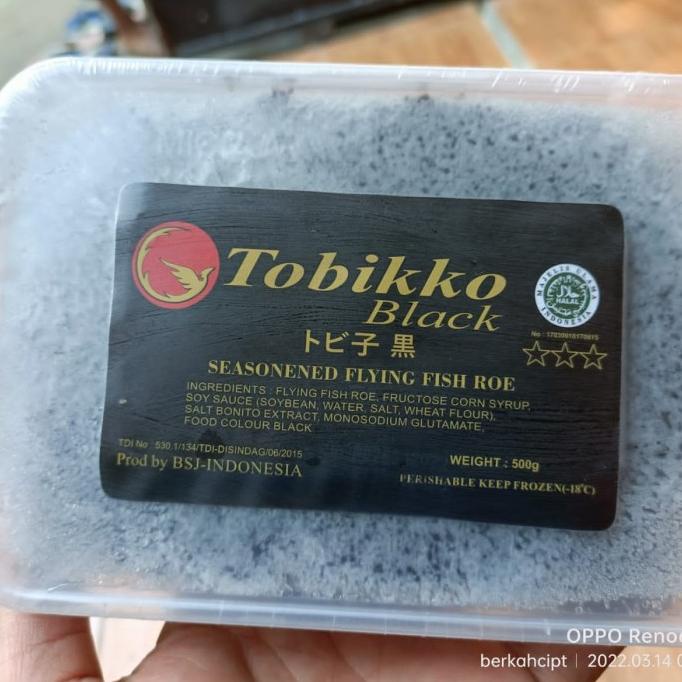 Tobikko
Black
トビ子 黒
SEASONENED FLYING FISH ROE
INGREDIENTS : FLYING FISH ROE, FRUCTOSE CORN SYRUP,
SOY SAUCE (SOYBEAN, WATER, SALT, WHEAT FLOUR),
SALT BONITO EXTRACT, MONOSODIUM GLUTAMATE,
FOOD COLOUR BLACK
TDI No : 530.1/134/TDI-DISINDAG/06/2015
Prod by BSJ-INDONESIA
MAJELIS ULAMA
HALAL
INDONESIA
WEIGHT : 500g
PERISHABLE KEEP FROZEN(-18°C)
OPPO Reno
berkahcipt | 2022.03.14